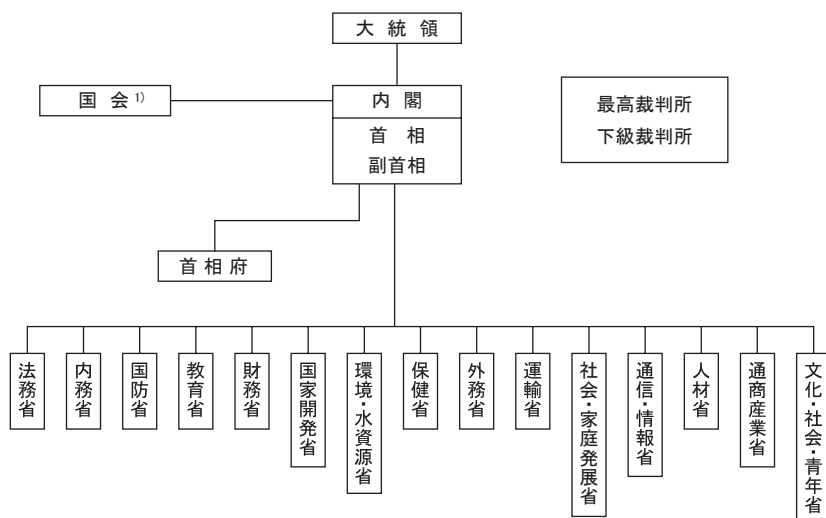 大統領
国会1)
内閣
首相
副首相
最高裁判所
下級裁判所
首相府
法務省
内務省
国防省
教育省
財務省
国家開発省
環境・水資源省
保健省
外務省
運輸省
社会・家庭発展省
通信・情報省
人材省
通商産業省
文化・社会・青年省